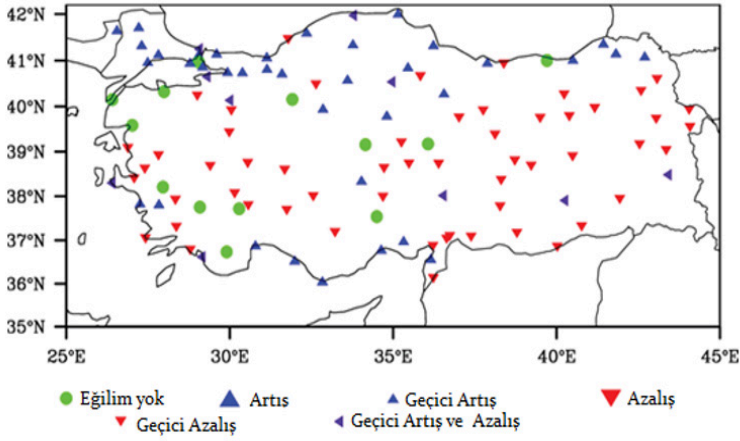 42°N
41°N
40°N
39°N
38°N
37°N
36°N
35°N
25°E 30°E 35°E 40°E 45°E
Eğilim yok Artış Geçici Artış Azalış
Geçici Azalış Geçici Artış ve Azalış